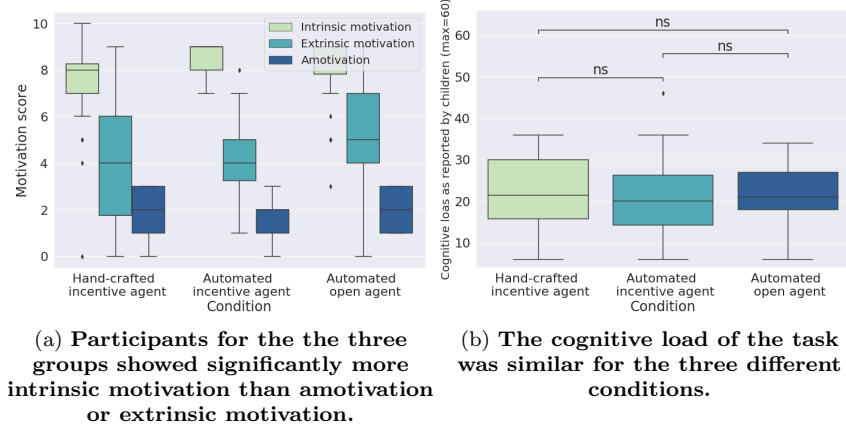 10
8
6
4
2
0
Motivation score
Intrinsic motivation
Extrinsic motivation
Amotivation
Hand-crafted
incentive agent
Automated
incentive agent
Automated
open agent
Condition
60
50
40
30
20
10
Cognitive loas as reported by children (max=60)
ns
ns
ns
Hand-crafted
incentive agent
Automated
incentive agent
Automated
open agent
Condition
(a) Participants for the the three
groups showed significantly more
intrinsic motivation than amotivation
or extrinsic motivation.
(b) The cognitive load of the task
was similar for the three different
conditions.